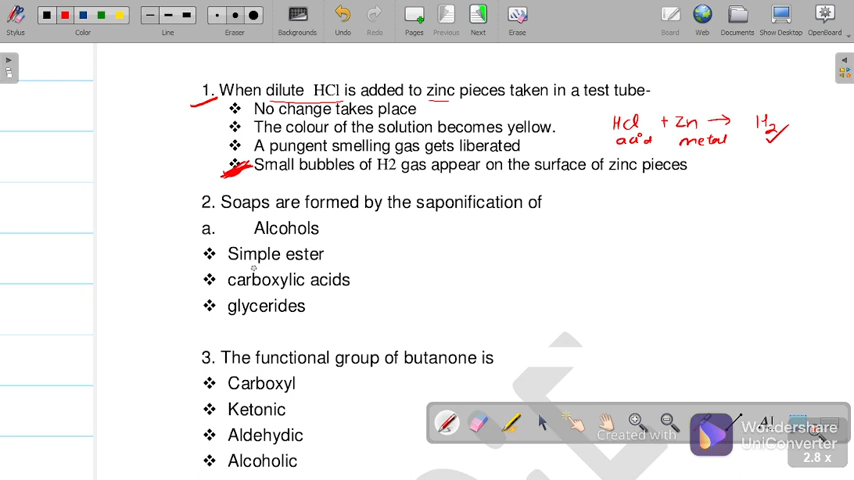 Stylus
Color
Line
Eraser
Backgrounds
Undo
Redo
Pages
Previous
Next
Erase
Board
Web
Documents
Show Desktop
OpenBoard
1. When dilute HCl is added to zinc pieces taken in a test tube-
❖ No change takes place
❖ The colour of the solution becomes yellow.
❖ A pungent smelling gas gets liberated
❖ Small bubbles of H2 gas appear on the surface of zinc pieces
HCl + Zn → H2
acid metal
2. Soaps are formed by the saponification of
a. Alcohols
❖ Simple ester
❖ carboxylic acids
❖ glycerides
3. The functional group of butanone is
❖ Carboxyl
❖ Ketonic
❖ Aldehydic
❖ Alcoholic
Created with
Wondershare
UniConverter
2.8 x